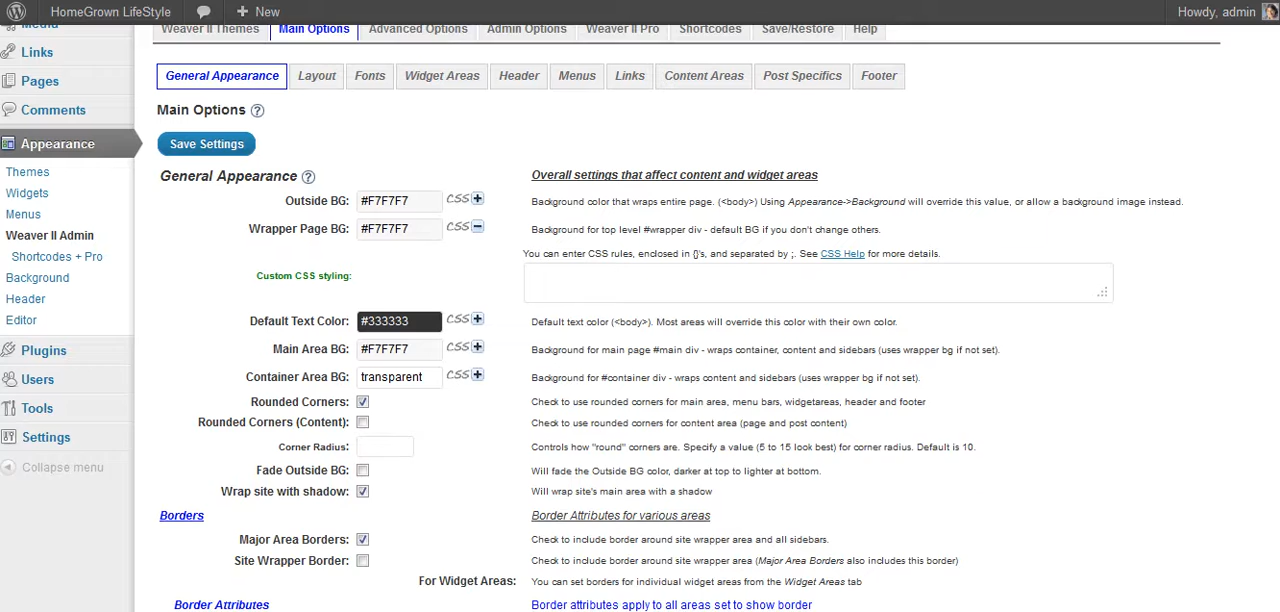 HomeGrown LifeStyle + New Howdy, admin
Media
Links
Pages
Comments
Appearance
Themes
Widgets
Menus
Weaver II Admin
Shortcodes + Pro
Background
Header
Editor
Plugins
Users
Tools
Settings
Collapse menu
Weaver II Themes Main Options Advanced Options Admin Options Weaver II Pro Shortcodes Save/Restore Help
General Appearance Layout Fonts Widget Areas Header Menus Links Content Areas Post Specifics Footer
Main Options ?
Save Settings
General Appearance ? Overall settings that affect content and widget areas
Outside BG: #F7F7F7 CSS + Background color that wraps entire page. (<body>) Using Appearance->Background will override this value, or allow a background image instead.
Wrapper Page BG: #F7F7F7 CSS − Background for top level #wrapper div - default BG if you don't change others.
You can enter CSS rules, enclosed in {}'s, and separated by ;. See CSS Help for more details.
Custom CSS styling:
Default Text Color: #333333 CSS + Default text color (<body>). Most areas will override this color with their own color.
Main Area BG: #F7F7F7 CSS + Background for main page #main div - wraps container, content and sidebars (uses wrapper bg if not set).
Container Area BG: transparent CSS + Background for #container div - wraps content and sidebars (uses wrapper bg if not set).
Rounded Corners: Check to use rounded corners for main area, menu bars, widgetareas, header and footer
Rounded Corners (Content): Check to use rounded corners for content area (page and post content)
Corner Radius: Controls how "round" corners are. Specify a value (5 to 15 look best) for corner radius. Default is 10.
Fade Outside BG: Will fade the Outside BG color, darker at top to lighter at bottom.
Wrap site with shadow: Will wrap site's main area with a shadow
Borders Border Attributes for various areas
Major Area Borders: Check to include border around site wrapper area and all sidebars.
Site Wrapper Border: Check to include border around site wrapper area (Major Area Borders also includes this border)
For Widget Areas: You can set borders for individual widget areas from the Widget Areas tab
Border Attributes Border attributes apply to all areas set to show border